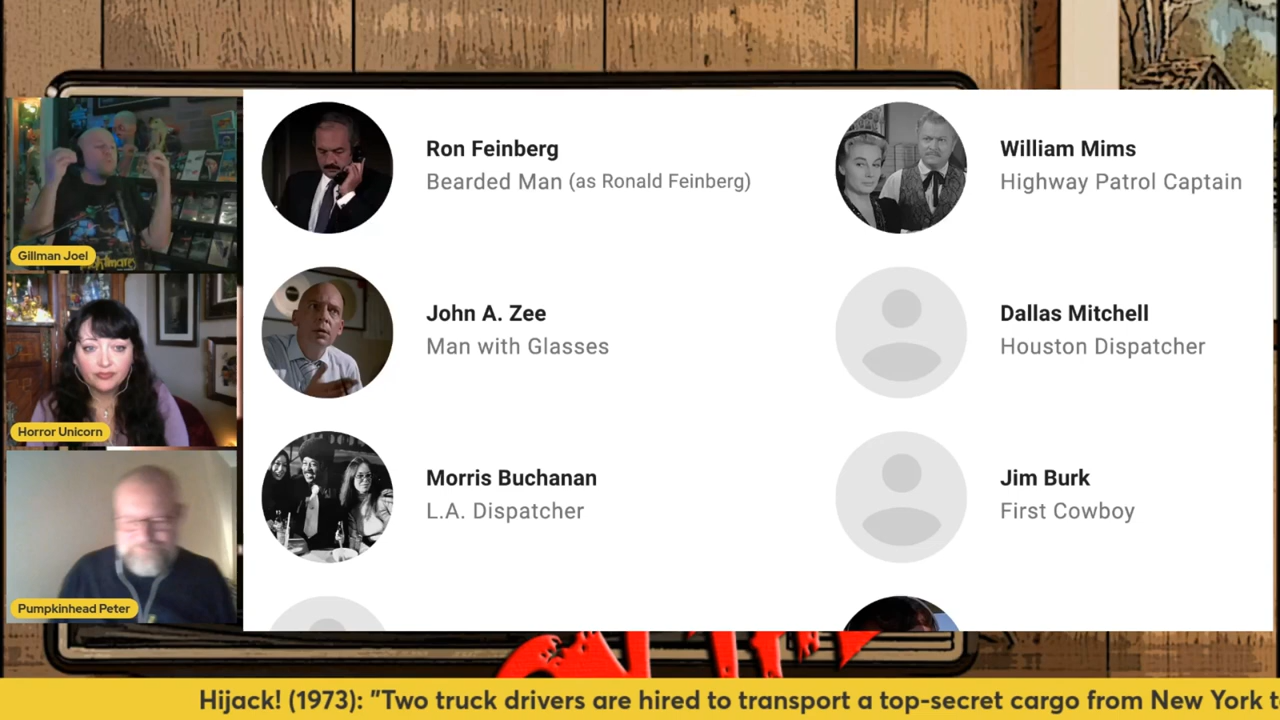 Gillman Joel
Horror Unicorn
Pumpkinhead Peter
Ron Feinberg
Bearded Man (as Ronald Feinberg)
William Mims
Highway Patrol Captain
John A. Zee
Man with Glasses
Dallas Mitchell
Houston Dispatcher
Morris Buchanan
L.A. Dispatcher
Jim Burk
First Cowboy
Hijack! (1973): "Two truck drivers are hired to transport a top-secret cargo from New York t